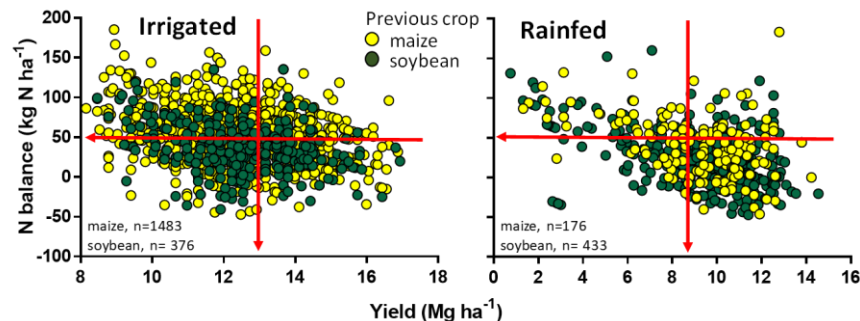 Irrigated
Previous crop
maize
soybean
Rainfed
N balance (kg N ha⁻¹)
200
150
100
50
0
-50
-100
maize, n=1483
soybean, n= 376
maize, n=176
soybean, n= 433
8 10 12 14 16 18
0 2 4 6 8 10 12 14 16
Yield (Mg ha⁻¹)